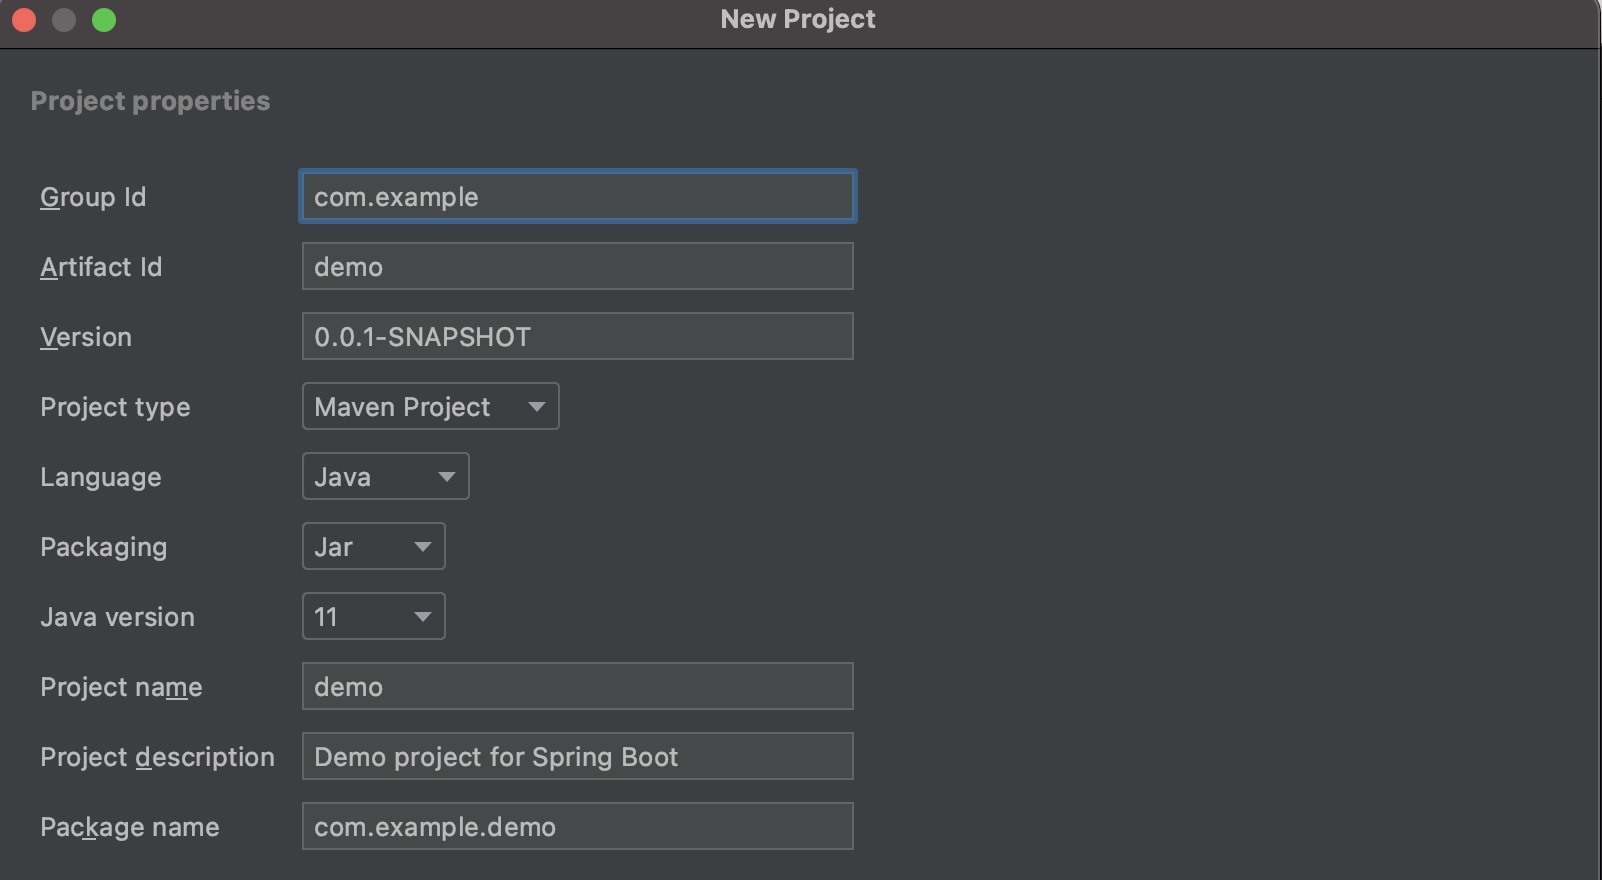 New Project
Project properties
Group Id com.example
Artifact Id demo
Version 0.0.1-SNAPSHOT
Project type Maven Project
Language Java
Packaging Jar
Java version 11
Project name demo
Project description Demo project for Spring Boot
Package name com.example.demo